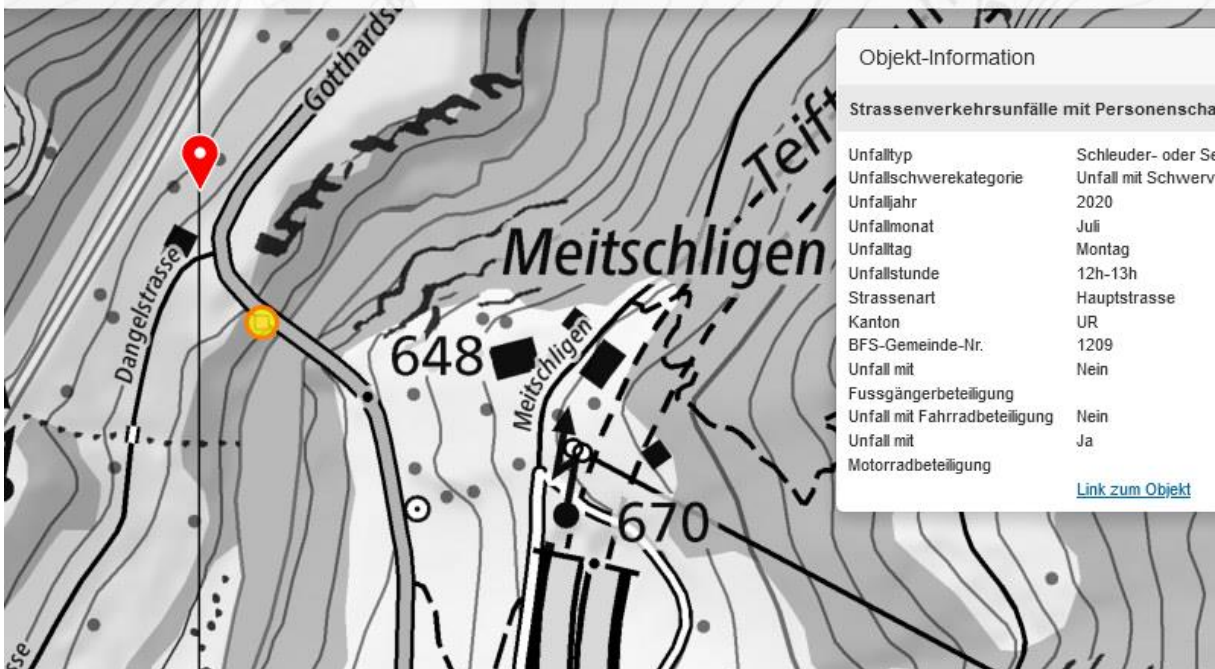 Gotthards
Teift
Meitschligen
Dangelstrasse
648
Meitschligen
670
sse
Objekt-Information
Strassenverkehrsunfälle mit Personenscha
Unfalltyp Schleuder- oder Se
Unfallschwerekategorie Unfall mit Schwerv
Unfalljahr 2020
Unfallmonat Juli
Unfalltag Montag
Unfallstunde 12h-13h
Strassenart Hauptstrasse
Kanton UR
BFS-Gemeinde-Nr. 1209
Unfall mit Nein
Fussgängerbeteiligung
Unfall mit Fahrradbeteiligung Nein
Unfall mit Ja
Motorradbeteiligung
Link zum Objekt